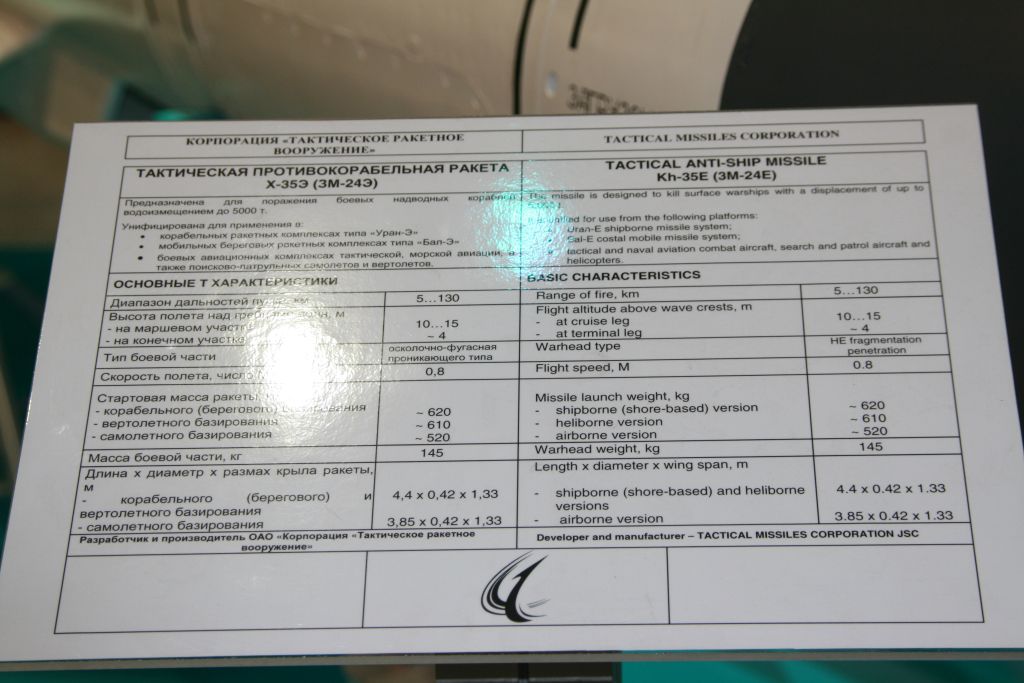 КОРПОРАЦИЯ «ТАКТИЧЕСКОЕ РАКЕТНОЕ
ВООРУЖЕНИЕ»
ТАКТИЧЕСКАЯ ПРОТИВОКОРАБЕЛЬНАЯ РАКЕТА
Х-35Э (3М-24Э)
Предназначена для поражения боевых надводных кораблей
водоизмещением до 5000 т.
Унифицирована для применения в:
• корабельных ракетных комплексах типа «Уран-Э»
• мобильных береговых ракетных комплексах типа «Бал-Э»
• боевых авиационных комплексах тактической, морской авиации, а
также поисково-патрульных самолетов и вертолетов.
ОСНОВНЫЕ Т ХАРАКТЕРИСТИКИ
Диапазон дальностей 5...130
Высота полета над м
- на маршевом 10...15
- на конечном ~ 4
Тип боевой части осколочно-фугасная
проникающего типа
Скорость полета, 0,8
Стартовая масса ракеты,
- корабельного (берегового) базирования ~ 620
- вертолетного базирования ~ 610
- самолетного базирования ~ 520
Масса боевой части, кг 145
Длина х диаметр х размах крыла ракеты,
м
- корабельного (берегового) и 4,4 х 0,42 х 1,33
вертолетного базирования
- самолетного базирования 3,85 х 0,42 х 1,33
Разработчик и производитель ОАО «Корпорация «Тактическое ракетное
вооружение»
TACTICAL MISSILES CORPORATION
TACTICAL ANTI-SHIP MISSILE
Kh-35E (3M-24E)
The missile is designed to kill surface warships with a displacement of up to
for use from the following platforms:
Uran-E shipborne missile system;
Bal-E costal mobile missile system;
tactical and naval aviation combat aircraft, search and patrol aircraft and
helicopters.
BASIC CHARACTERISTICS
Range of fire, km 5...130
Flight altitude above wave crests, m
- at cruise leg 10...15
- at terminal leg ~ 4
Warhead type HE fragmentation
penetration
Flight speed, M 0.8
Missile launch weight, kg
- shipborne (shore-based) version ~ 620
- heliborne version ~ 610
- airborne version ~ 520
Warhead weight, kg 145
Length x diameter x wing span, m
- shipborne (shore-based) and heliborne 4.4 x 0.42 x 1.33
versions
- airborne version 3.85 x 0.42 x 1.33
Developer and manufacturer – TACTICAL MISSILES CORPORATION JSC